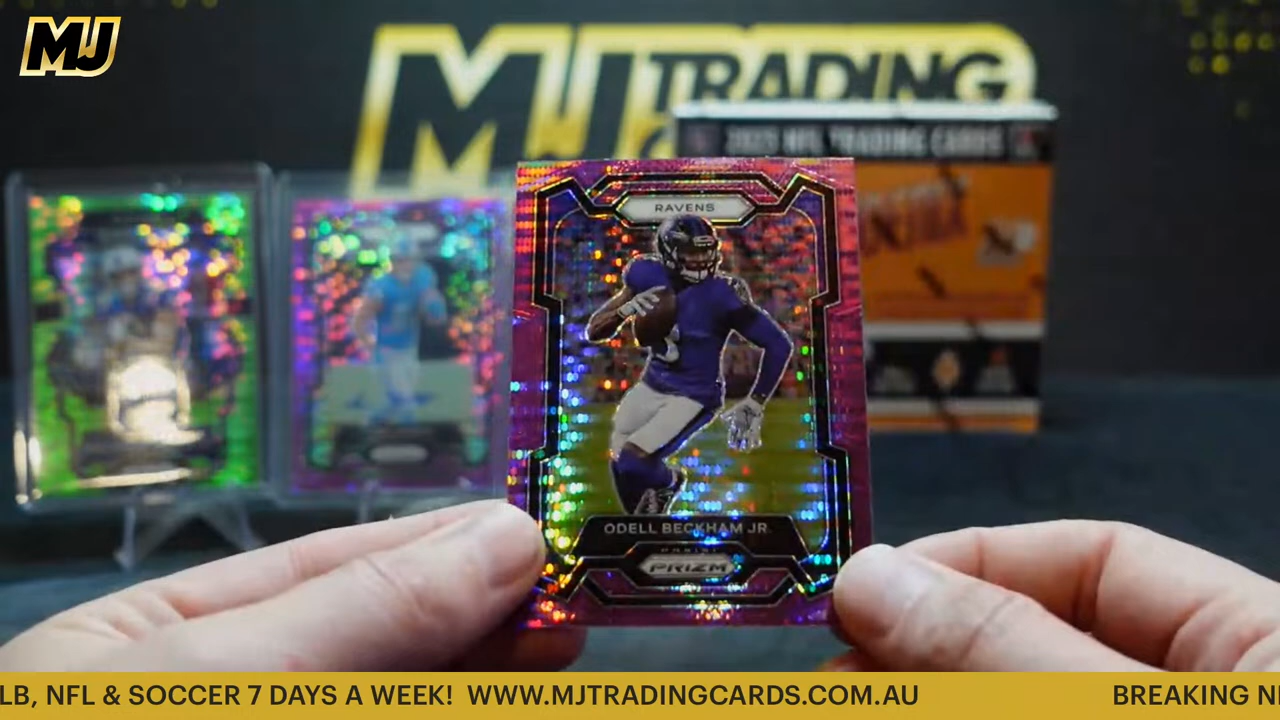 MJ
MJ TRADING
2023 NFL TRADING CARDS
RAVENS
ODELL BECKHAM JR.
PANINI
PRIZM
LB, NFL & SOCCER 7 DAYS A WEEK! WWW.MJTRADINGCARDS.COM.AU
BREAKING N